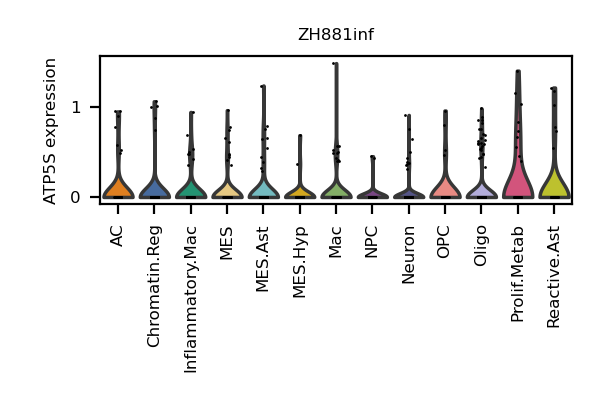 ZH881inf
ATP5S expression
1
0
AC
Chromatin.Reg
Inflammatory.Mac
MES
MES.Ast
MES.Hyp
Mac
NPC
Neuron
OPC
Oligo
Prolif.Metab
Reactive.Ast